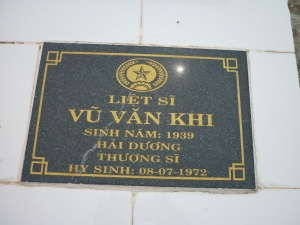 LIỆT SĨ
VŨ VĂN KHI
SINH NĂM: 1939
HẢI DƯƠNG
THƯỢNG SĨ
HY SINH: 08-07-1972